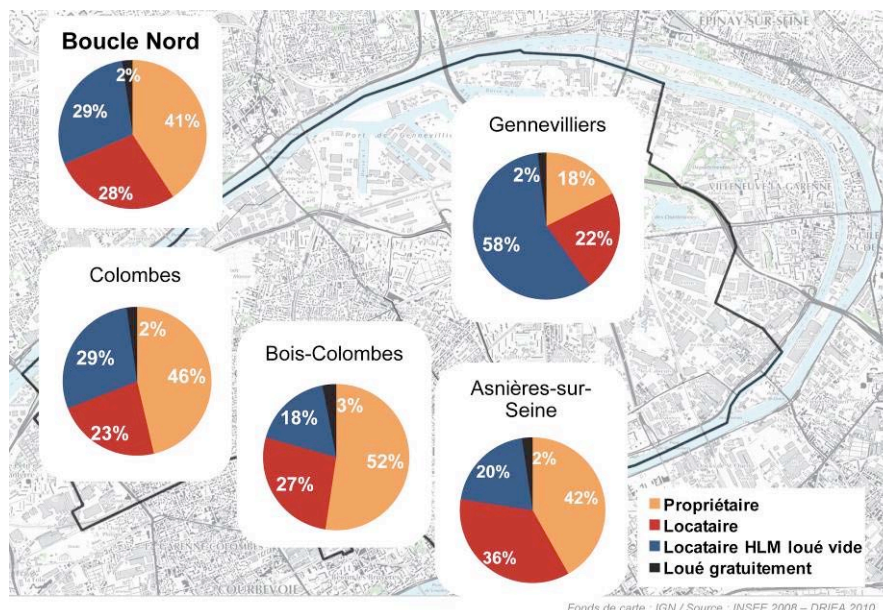 Boucle Nord
2%
29%
41%
28%
EPINAY-SUR-SEINE
Gennevilliers
2%
18%
58%
22%
VILLENEUVE-LA-GARENNE
Colombes
2%
29%
46%
23%
Bois-Colombes
3%
18%
52%
27%
Asnières-sur-
Seine
2%
20%
42%
36%
Propriétaire
Locataire
Locataire HLM loué vide
Loué gratuitement
COURBEVOIE
Fonds de carte : IGN / Source : INSEE 2008 – DRIEA 2010